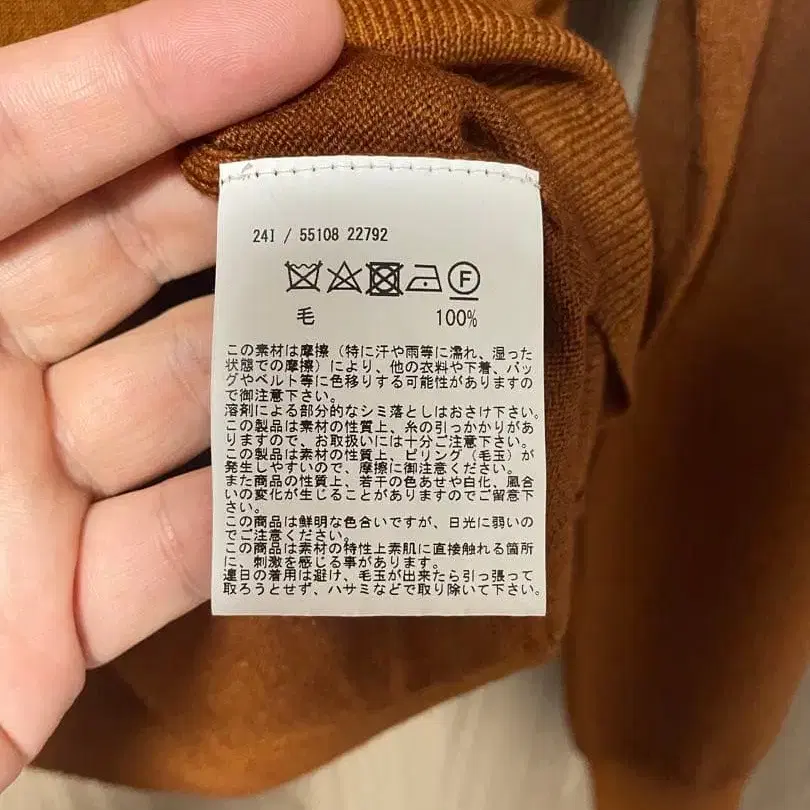 24I / 55108 22792
F
毛 100%
この素材は摩擦（特に汗や雨等に濡れ、湿った
状態での摩擦）により、他の衣料や下着、バッ
グやベルト等に色移りする可能性がありますの
で御注意下さい。
溶剤による部分的なシミ落としはおさけ下さい。
この製品は素材の性質上、糸の引っかかりがあ
りますので、お取扱いには十分ご注意下さい。
この製品は素材の性質上、ピリング（毛玉）が
発生しやすいので、摩擦に御注意ください。
また商品の性質上、若干の色あせや白化、風合
いの変化が生じることがありますのでご留意下
さい。
この商品は鮮明な色合いですが、日光に弱いの
でご注意ください。
この商品は素材の特性上素肌に直接触れる箇所
に、刺激を感じる事があります。
連日の着用は避け、毛玉が出来たら引っ張って
取ろうとせず、ハサミなどで取り除いて下さい。